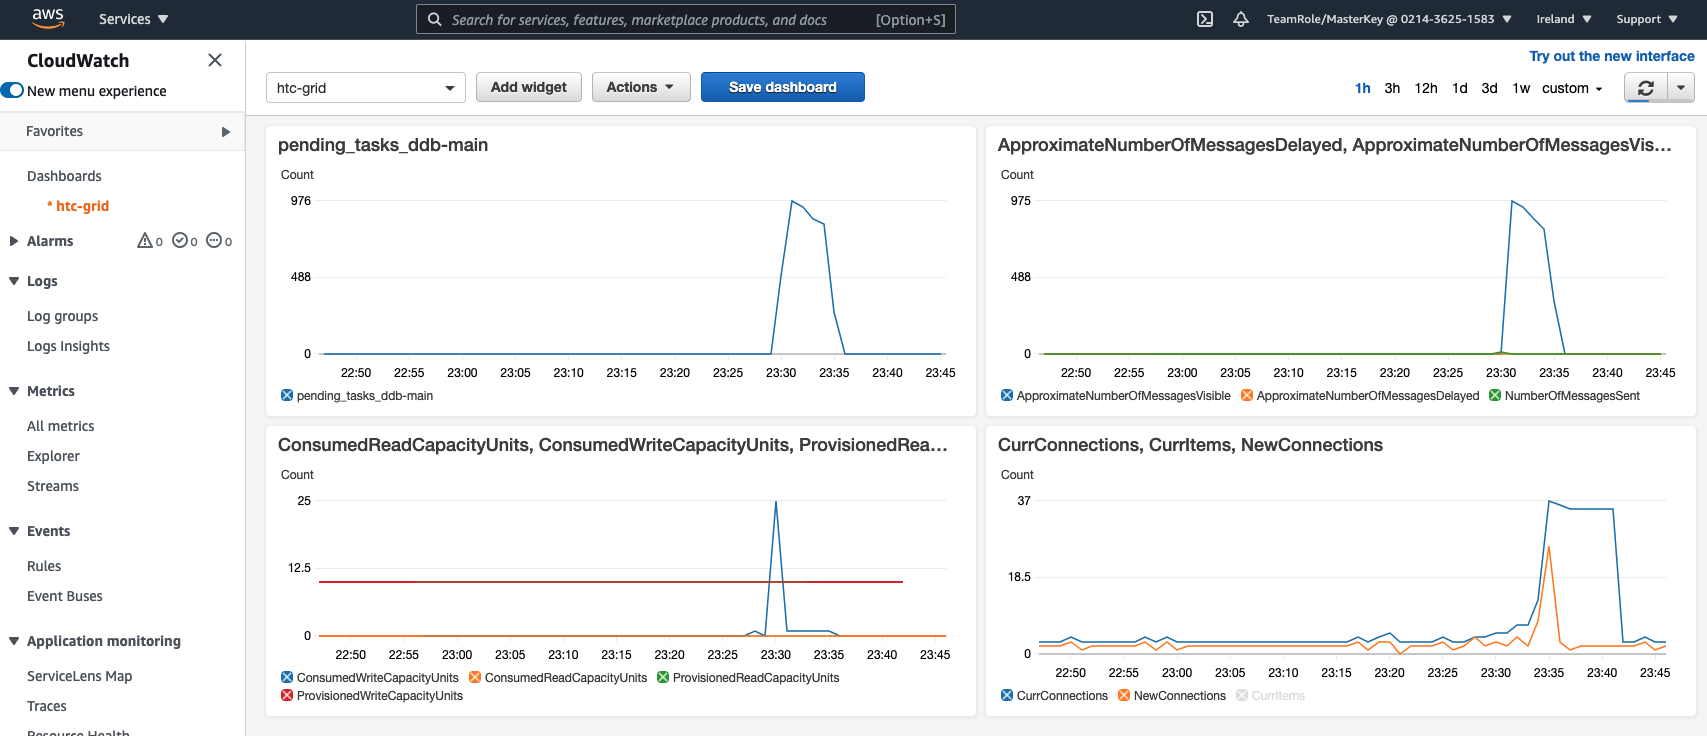 aws Services Search for services, features, marketplace products, and docs [Option+S] TeamRole/MasterKey @ 0214-3625-1583 Ireland Support
CloudWatch
New menu experience
Favorites
Dashboards
* htc-grid
Alarms 0 0 0
Logs
Log groups
Logs Insights
Metrics
All metrics
Explorer
Streams
Events
Rules
Event Buses
Application monitoring
ServiceLens Map
Traces
Resource Health
Try out the new interface
htc-grid Add widget Actions Save dashboard 1h 3h 12h 1d 3d 1w custom
pending_tasks_ddb-main
Count
976
488
0
22:50 22:55 23:00 23:05 23:10 23:15 23:20 23:25 23:30 23:35 23:40 23:45
pending_tasks_ddb-main
ApproximateNumberOfMessagesDelayed, ApproximateNumberOfMessagesVis...
Count
975
488
0
22:50 22:55 23:00 23:05 23:10 23:15 23:20 23:25 23:30 23:35 23:40 23:45
ApproximateNumberOfMessagesVisible ApproximateNumberOfMessagesDelayed NumberOfMessagesSent
ConsumedReadCapacityUnits, ConsumedWriteCapacityUnits, ProvisionedRea...
Count
25
12.5
0
22:50 22:55 23:00 23:05 23:10 23:15 23:20 23:25 23:30 23:35 23:40 23:45
ConsumedWriteCapacityUnits ConsumedReadCapacityUnits ProvisionedReadCapacityUnits
ProvisionedWriteCapacityUnits
CurrConnections, CurrItems, NewConnections
Count
37
18.5
0
22:50 22:55 23:00 23:05 23:10 23:15 23:20 23:25 23:30 23:35 23:40 23:45
CurrConnections NewConnections CurrItems